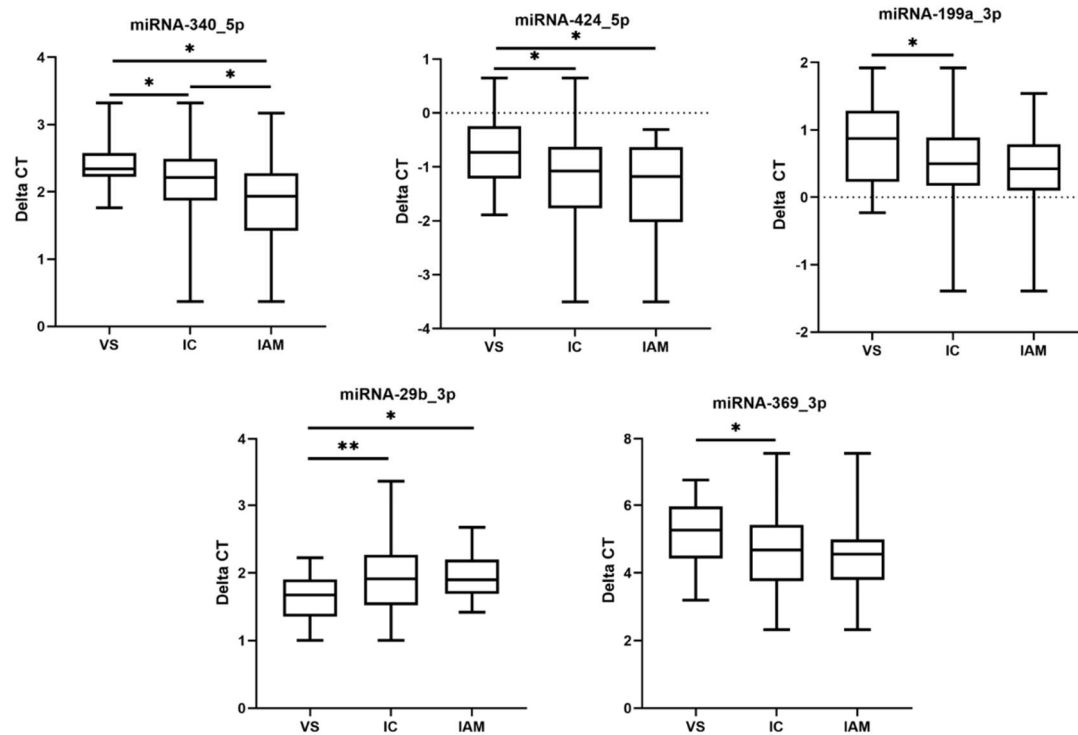 miRNA-340_5p
*
*
*
Delta CT
4
3
2
1
0
VS IC IAM
miRNA-424_5p
*
*
Delta CT
1
0
-1
-2
-3
-4
VS IC IAM
miRNA-199a_3p
*
Delta CT
2
1
0
1
-2
VS IC IAM
miRNA-29b_3p
*
**
Delta CT
4
3
2
1
0
VS IC IAM
miRNA-369_3p
*
Delta CT
8
6
4
2
0
VS IC IAM